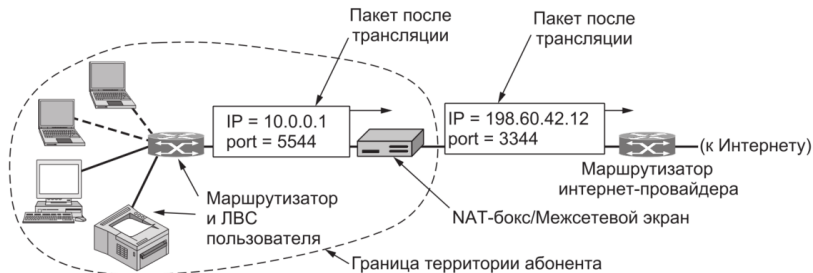 Пакет после
трансляции
Пакет после
трансляции
IP = 10.0.0.1
port = 5544
IP = 198.60.42.12
port = 3344
(к Интернету)
Маршрутизатор
интернет-провайдера
Маршрутизатор
и ЛВС
пользователя
NAT-бокс/Межсетевой экран
Граница территории абонента